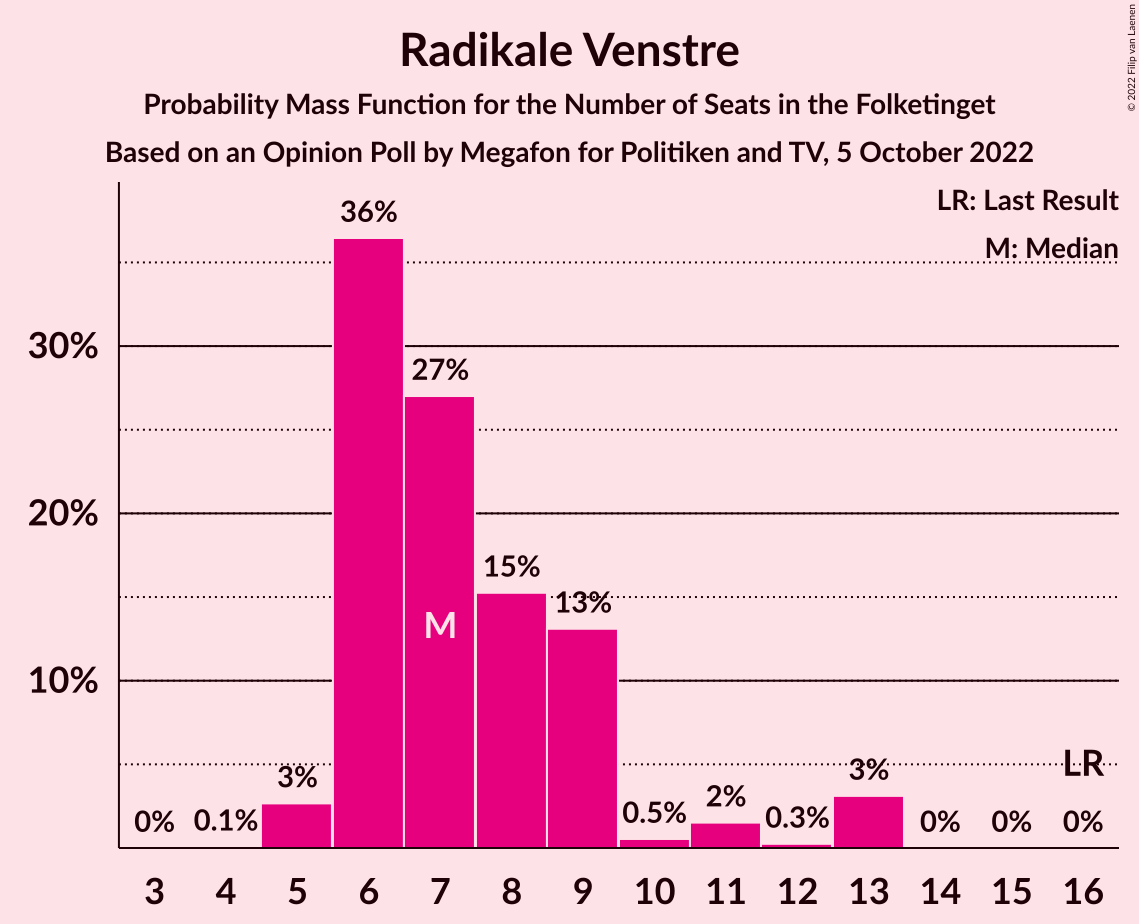 Radikale Venstre
Probability Mass Function for the Number of Seats in the Folketinget
Based on an Opinion Poll by Megafon for Politiken and TV, 5 October 2022
© 2022 Filip van Laenen
LR: Last Result
M: Median
36%
30%
27%
20%
15%
13%
M
10%
LR
3%
3%
2%
0%
0.1%
0.5%
0.3%
0%
0%
0%
3 4 5 6 7 8 9 10 11 12 13 14 15 16